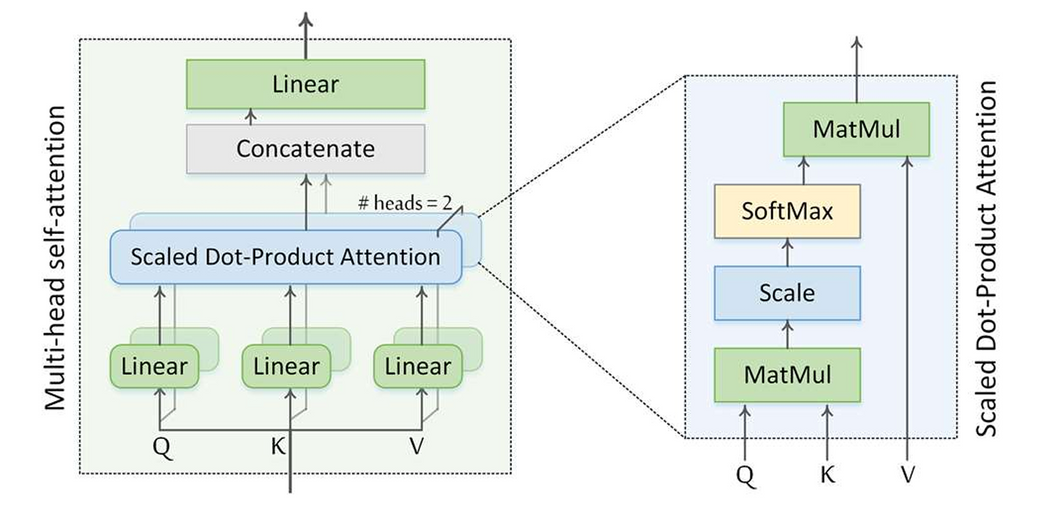 Multi-head self-attention
Linear
Concatenate
# heads = 2
Scaled Dot-Product Attention
Linear
Linear
Linear
Q
K
V
MatMul
SoftMax
Scale
MatMul
Q
K
V
Scaled Dot-Product Attention